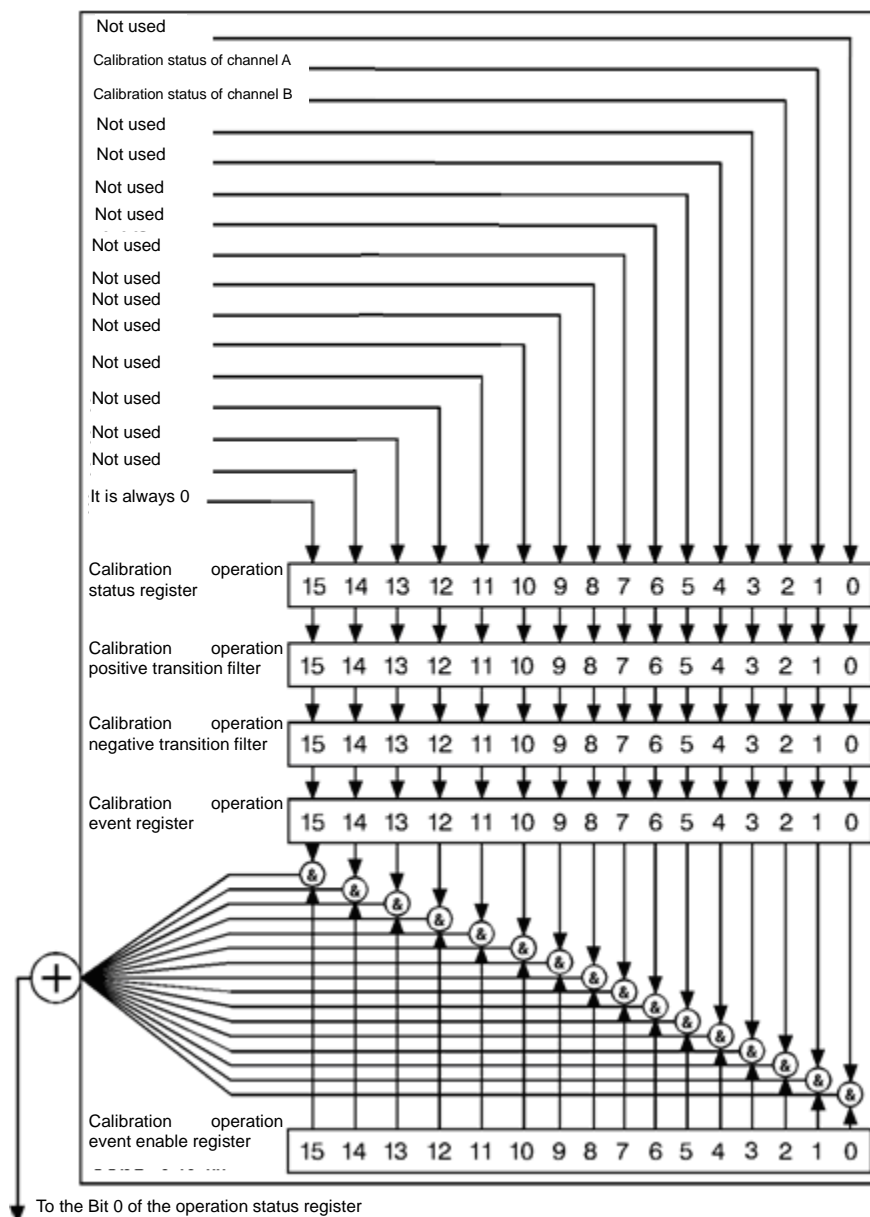 Not used
Calibration status of channel A
Calibration status of channel B
Not used
Not used
Not used
Not used
Not used
Not used
Not used
Not used
Not used
Not used
Not used
Not used
It is always 0
Calibration operation
status register
15 14 13 12 11 10 9 8 7 6 5 4 3 2 1 0
Calibration operation
positive transition filter
15 14 13 12 11 10 9 8 7 6 5 4 3 2 1 0
Calibration operation
negative transition filter
15 14 13 12 11 10 9 8 7 6 5 4 3 2 1 0
Calibration operation
event register
15 14 13 12 11 10 9 8 7 6 5 4 3 2 1 0
& & & & & & & & & & & & & & & &
+
Calibration operation
event enable register
15 14 13 12 11 10 9 8 7 6 5 4 3 2 1 0
To the Bit 0 of the operation status register